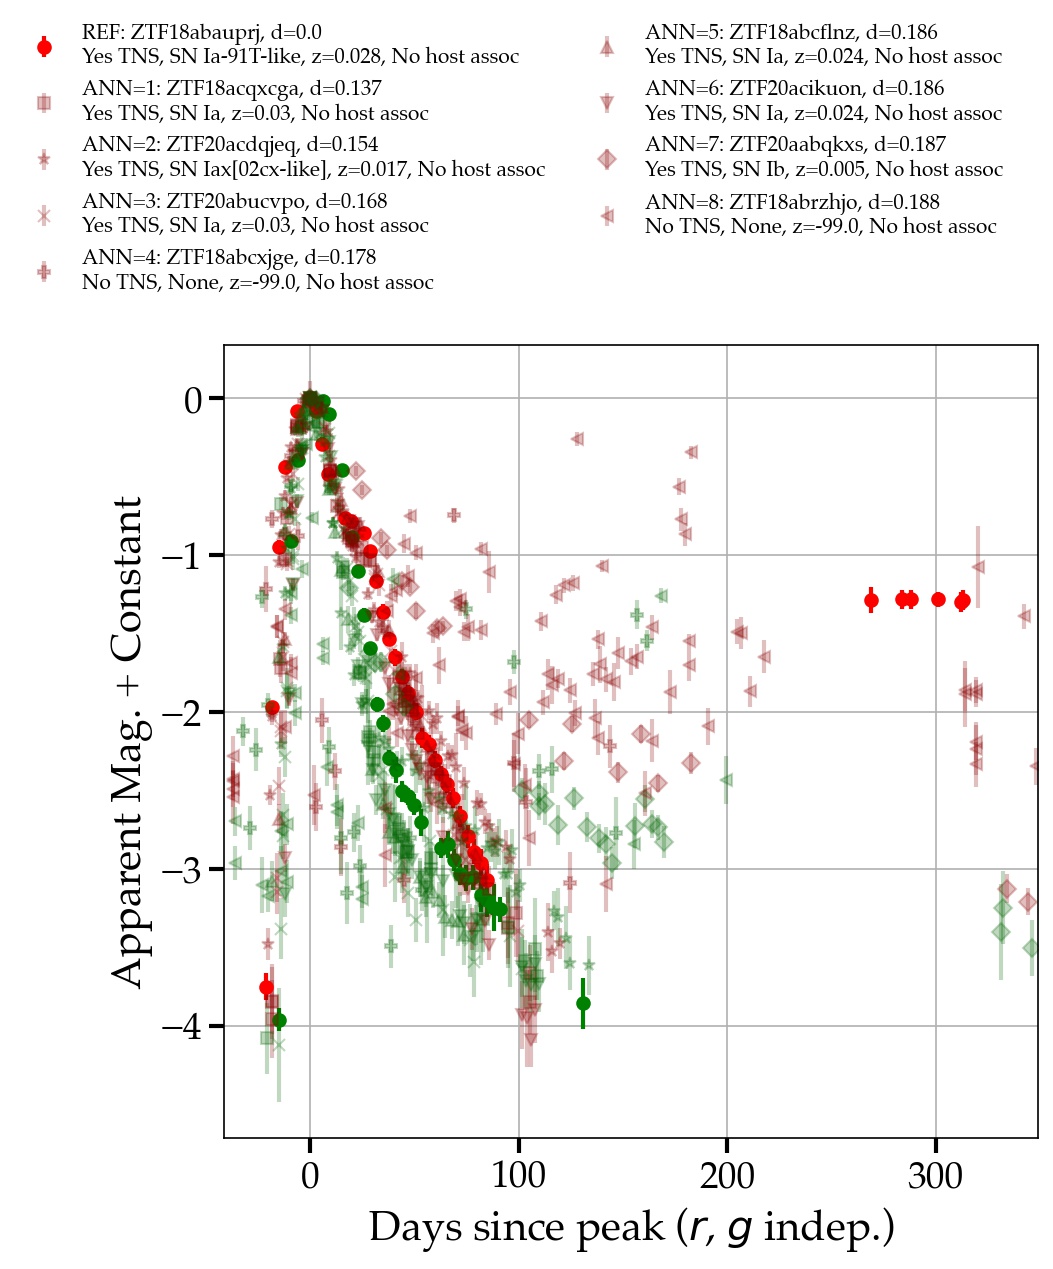 REF: ZTF18abauprj, d=0.0
Yes TNS, SN Ia-91T-like, z=0.028, No host assoc
ANN=1: ZTF18acqxcga, d=0.137
Yes TNS, SN Ia, z=0.03, No host assoc
ANN=2: ZTF20acdqjeq, d=0.154
Yes TNS, SN Iax[02cx-like], z=0.017, No host assoc
ANN=3: ZTF20abucvpo, d=0.168
Yes TNS, SN Ia, z=0.03, No host assoc
ANN=4: ZTF18abcxjge, d=0.178
No TNS, None, z=-99.0, No host assoc
ANN=5: ZTF18abcflnz, d=0.186
Yes TNS, SN Ia, z=0.024, No host assoc
ANN=6: ZTF20acikuon, d=0.186
Yes TNS, SN Ia, z=0.024, No host assoc
ANN=7: ZTF20aabqkxs, d=0.187
Yes TNS, SN Ib, z=0.005, No host assoc
ANN=8: ZTF18abrzhjo, d=0.188
No TNS, None, z=-99.0, No host assoc
Apparent Mag. + Constant
0
−1
−2
−3
−4
0 100 200 300
Days since peak (r, g indep.)